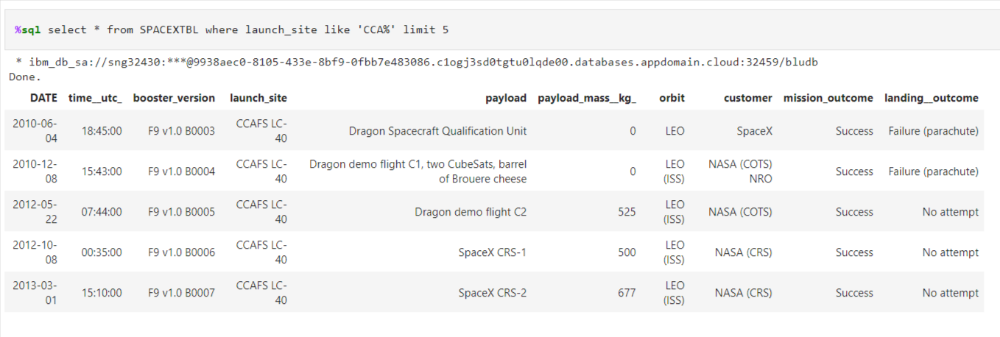 %sql select * from SPACEXTBL where launch_site like 'CCA%' limit 5
* ibm_db_sa://sng32430:***@9938aec0-8105-433e-8bf9-0fbb7e483086.c1ogj3sd0tgtu0lqde00.databases.appdomain.cloud:32459/bludb
Done.
DATE time__utc_ booster_version launch_site payload payload_mass__kg_ orbit customer mission_outcome landing__outcome
2010-06-04 18:45:00 F9 v1.0 B0003 CCAFS LC-40 Dragon Spacecraft Qualification Unit 0 LEO SpaceX Success Failure (parachute)
2010-12-08 15:43:00 F9 v1.0 B0004 CCAFS LC-40 Dragon demo flight C1, two CubeSats, barrel of Brouere cheese 0 LEO (ISS) NASA (COTS) NRO Success Failure (parachute)
2012-05-22 07:44:00 F9 v1.0 B0005 CCAFS LC-40 Dragon demo flight C2 525 LEO (ISS) NASA (COTS) Success No attempt
2012-10-08 00:35:00 F9 v1.0 B0006 CCAFS LC-40 SpaceX CRS-1 500 LEO (ISS) NASA (CRS) Success No attempt
2013-03-01 15:10:00 F9 v1.0 B0007 CCAFS LC-40 SpaceX CRS-2 677 LEO (ISS) NASA (CRS) Success No attempt